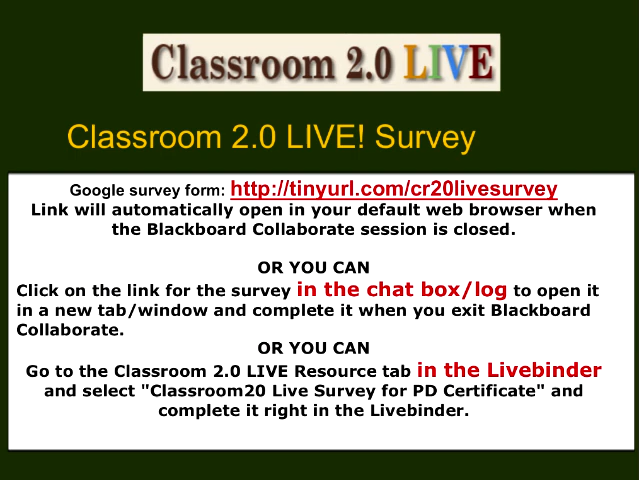 Classroom 2.0 LIVE
Classroom 2.0 LIVE! Survey
Google survey form: http://tinyurl.com/cr20livesurvey
Link will automatically open in your default web browser when
the Blackboard Collaborate session is closed.
OR YOU CAN
Click on the link for the survey in the chat box/log to open it
in a new tab/window and complete it when you exit Blackboard
Collaborate.
OR YOU CAN
Go to the Classroom 2.0 LIVE Resource tab in the Livebinder
and select "Classroom20 Live Survey for PD Certificate" and
complete it right in the Livebinder.